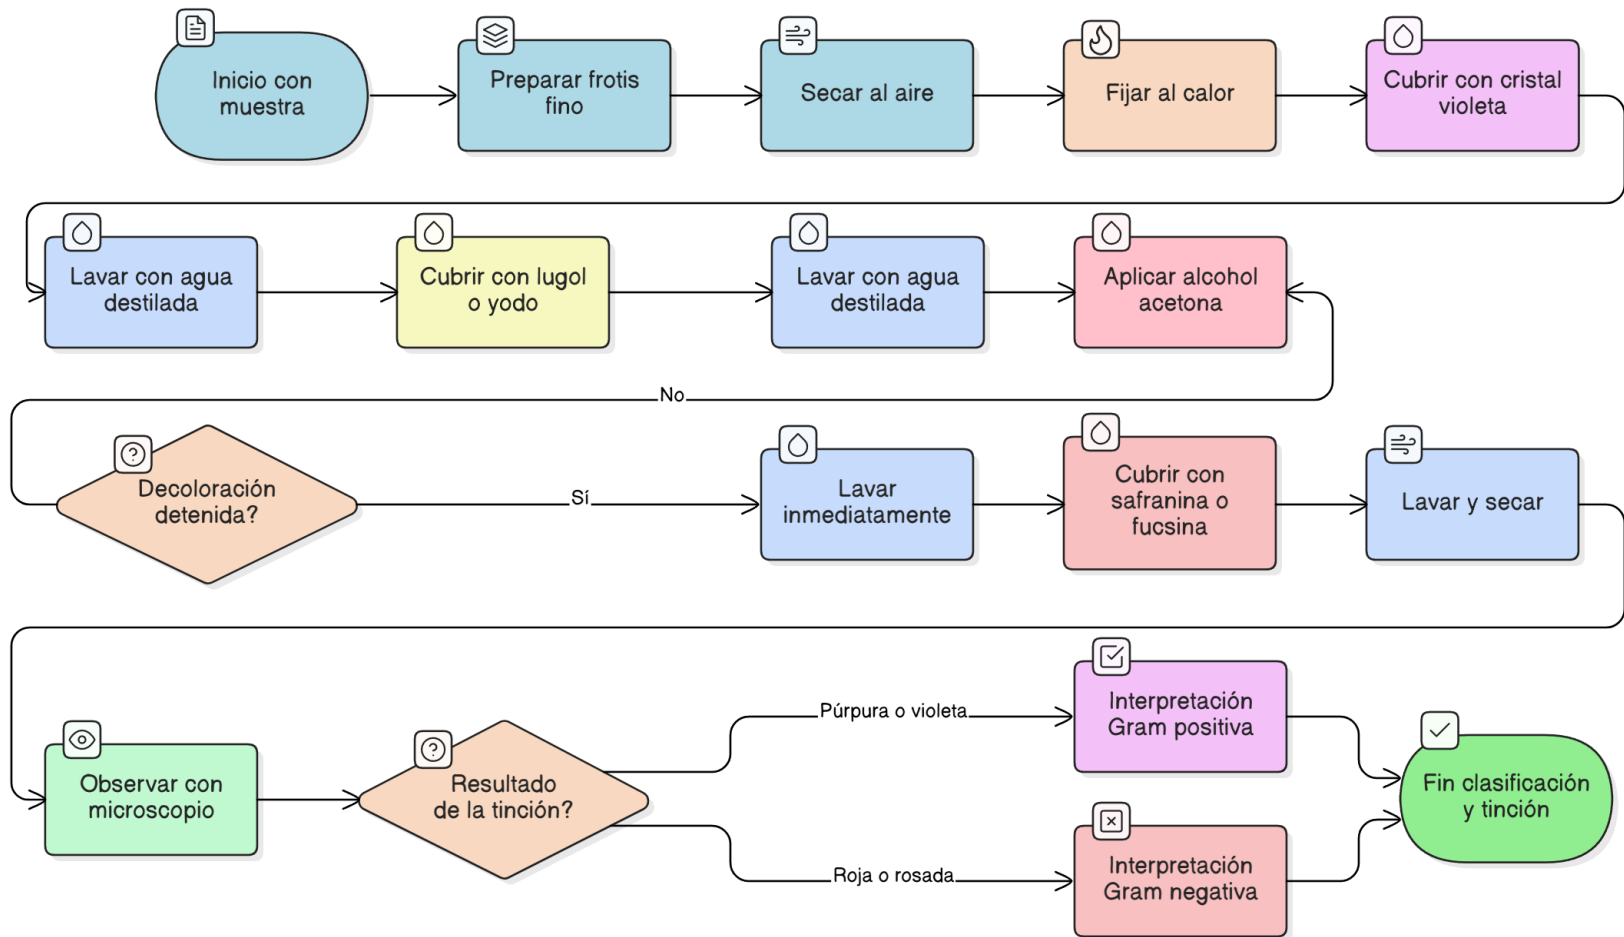 Inicio con
muestra
Preparar frotis
fino
Secar al aire
Fijar al calor
Cubrir con cristal
violeta
Lavar con agua
destilada
Cubrir con lugol
o yodo
Lavar con agua
destilada
Aplicar alcohol
acetona
No
Decoloración
detenida?
Sí
Lavar
inmediatamente
Cubrir con
safranina o
fucsina
Lavar y secar
Observar con
microscopio
Resultado
de la tinción?
Púrpura o violeta
Interpretación
Gram positiva
Roja o rosada
Interpretación
Gram negativa
Fin clasificación
y tinción